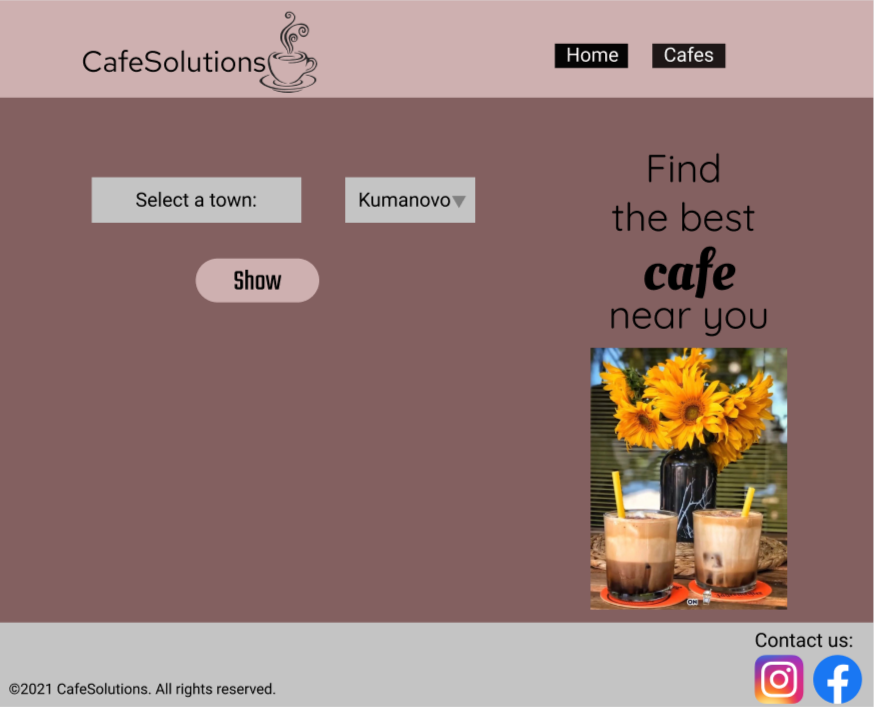 CafeSolutions
Home
Cafes
Select a town:
Kumanovo
Show
Find
the best
cafe
near you
Contact us:
©2021 CafeSolutions. All rights reserved.